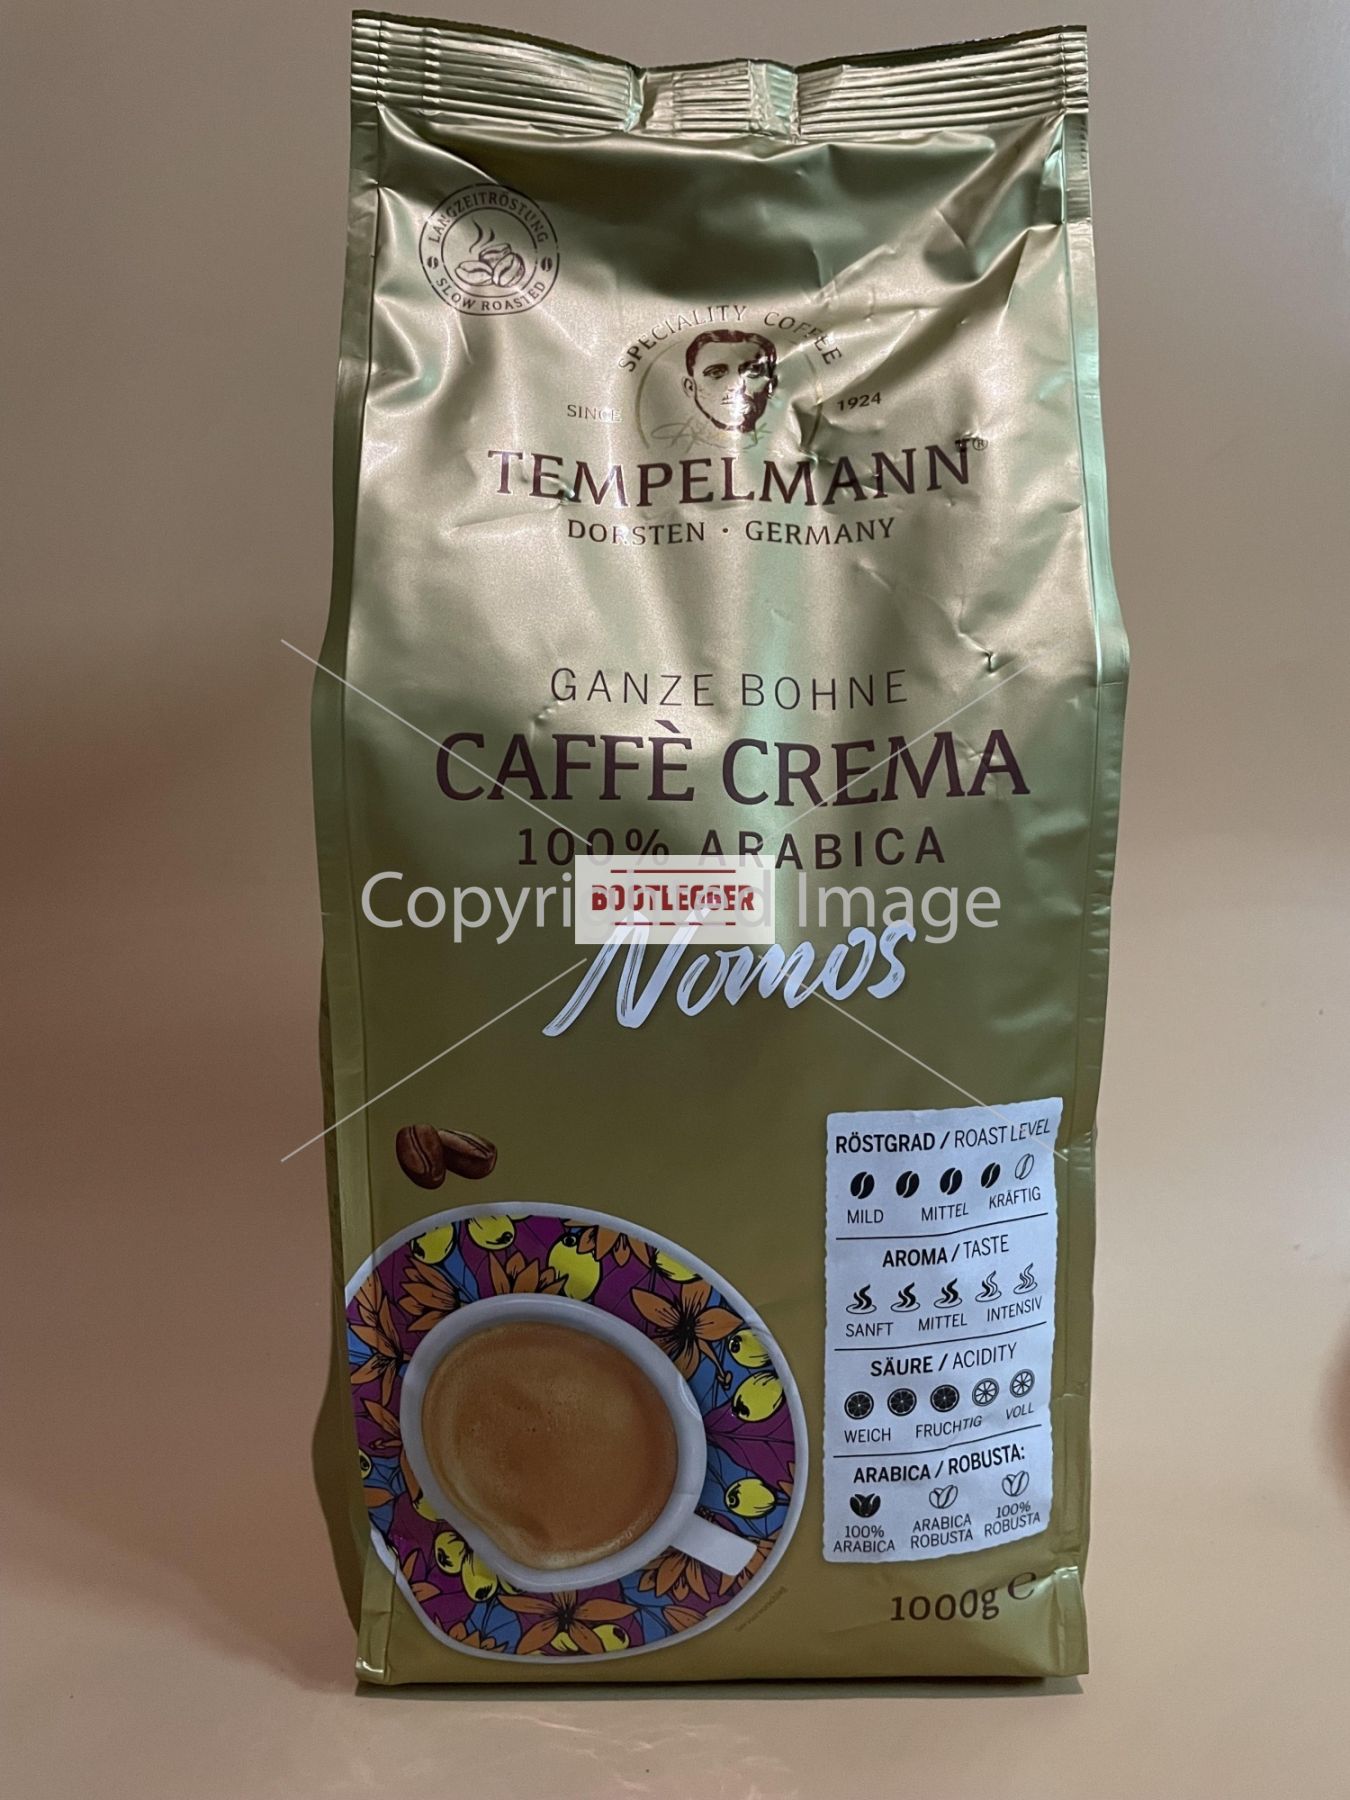 LANGZEITRÖSTUNG
SLOW ROASTED
SPECIALITY COFFEE
SINCE 1924
TEMPELMANN®
DORSTEN · GERMANY
GANZE BOHNE
CAFFÈ CREMA
100% ARABICA
Copyrighted Image
BOOTLEGGER
Nomos
RÖSTGRAD / ROAST LEVEL
MILD MITTEL KRÄFTIG
AROMA / TASTE
SANFT MITTEL INTENSIV
SÄURE / ACIDITY
WEICH FRUCHTIG VOLL
ARABICA / ROBUSTA:
100% ARABICA
ARABICA ROBUSTA
100% ROBUSTA
1000g ℮